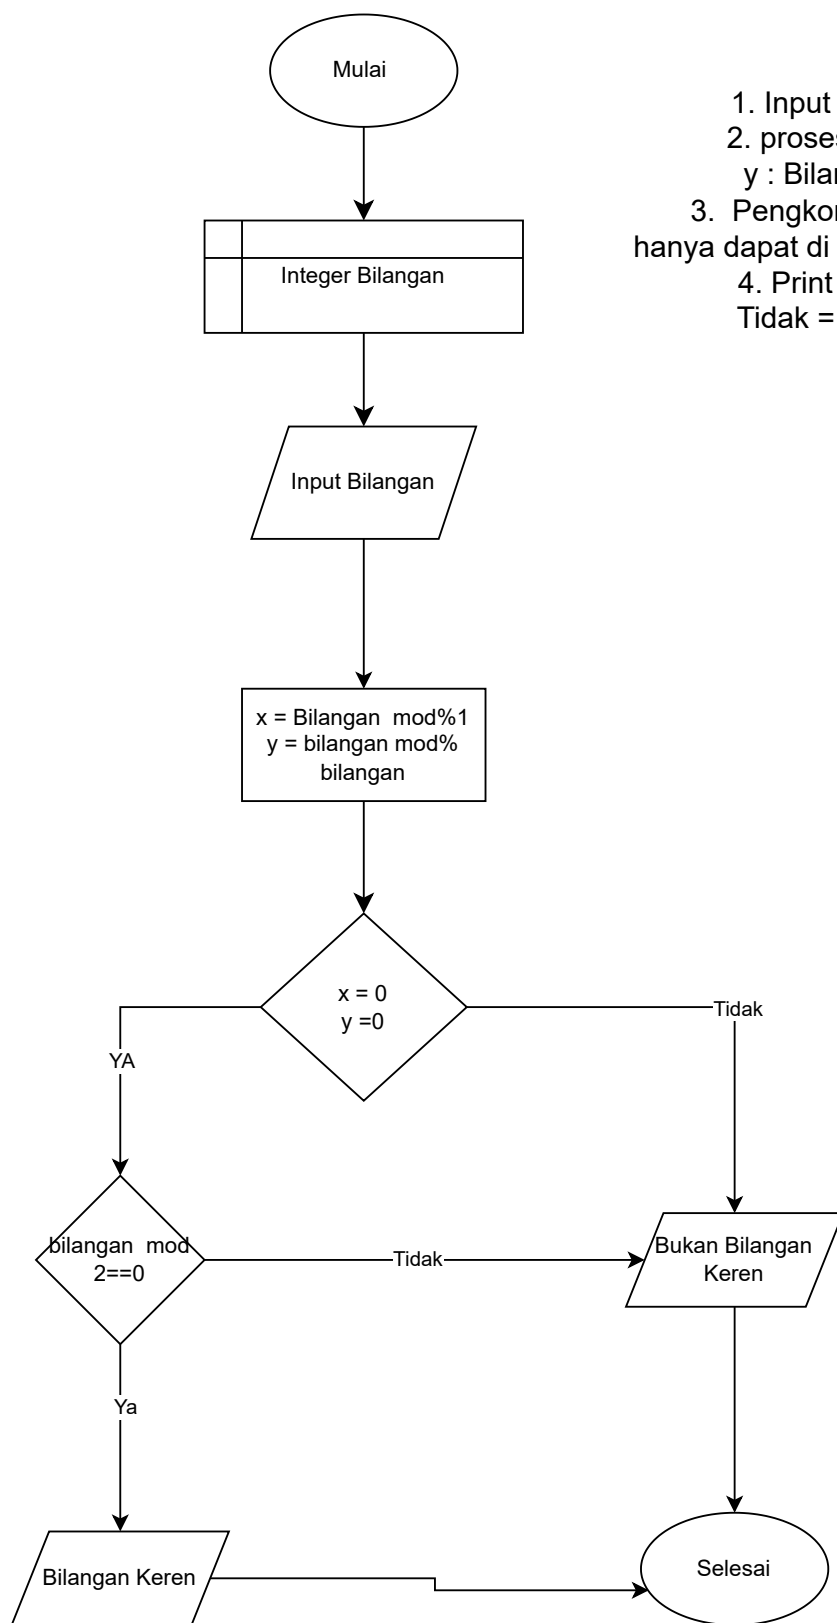 Mulai
1. Input
2. proses
y : Bilan
3. Pengkon
hanya dapat di
4. Print
Tidak =
Integer Bilangan
Input Bilangan
x = Bilangan mod%1
y = bilangan mod%
bilangan
x = 0
y =0
Tidak
YA
bilangan mod
2==0
Tidak
Bukan Bilangan
Keren
Ya
Bilangan Keren
Selesai